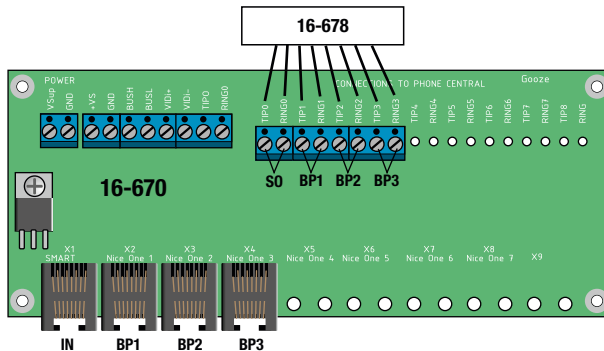 16-678
POWER
CONNECTIONS TO PHONE CENTRAL
Gooze
VSup
GND
+VS
GND
BUSH
BUSL
VIDI+
VIDI-
TIPO
RINGO
TIP0
RING0
TIP1
RING1
TIP2
RING2
TIP3
RING3
TIP4
RING4
TIP5
RING5
TIP6
RING6
TIP7
RING7
TIP8
RING
16-670
S0 BP1 BP2 BP3
X1 X2 X3 X4 X5 X6 X7 X8 X9
SMART Nice One 1 Nice One 2 Nice One 3 Nice One 4 Nice One 5 Nice One 6 Nice One 7
IN BP1 BP2 BP3